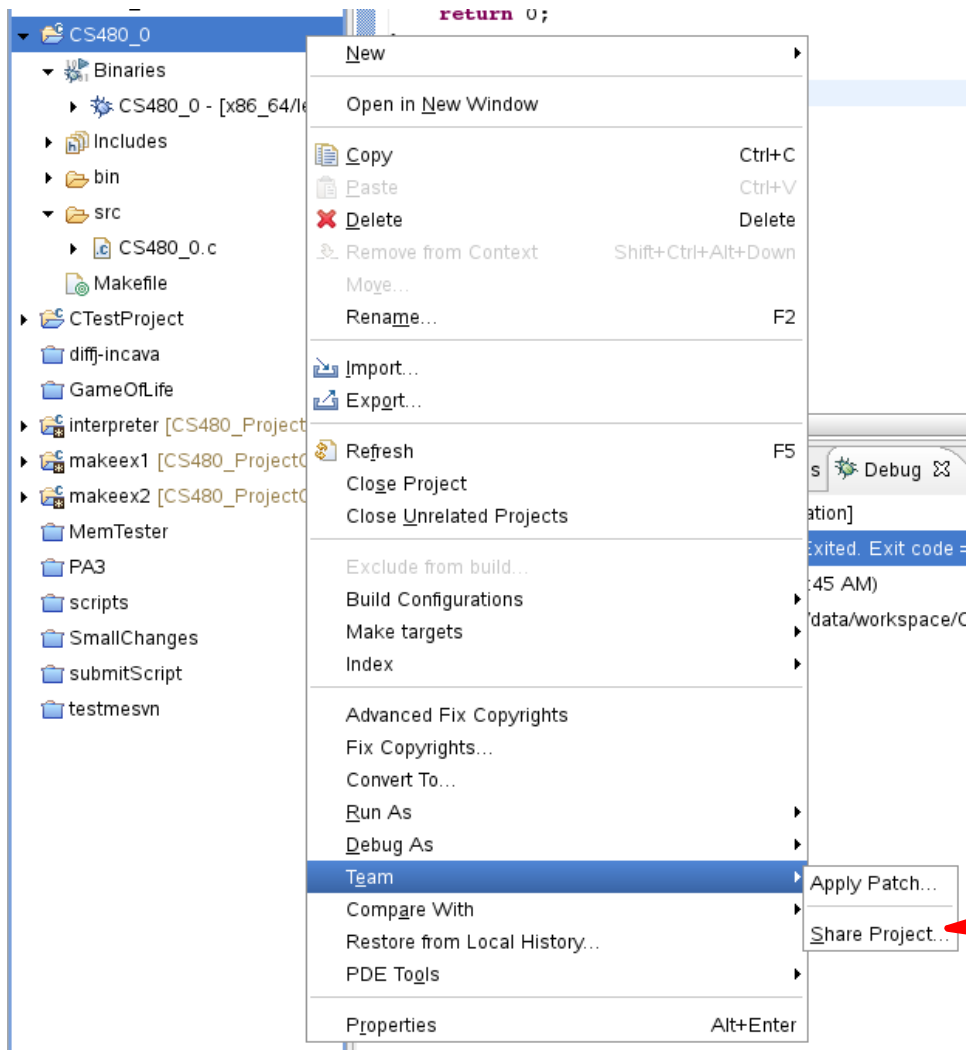 return 0;
CS480_0
Binaries
CS480_0 - [x86_64/le
Includes
bin
src
CS480_0.c
Makefile
CTestProject
diffj-incava
GameOfLife
interpreter [CS480_Project
makeex1 [CS480_ProjectC
makeex2 [CS480_ProjectC
MemTester
PA3
scripts
SmallChanges
submitScript
testmesvn
New
Open in New Window
Copy Ctrl+C
Paste Ctrl+V
Delete Delete
Remove from Context Shift+Ctrl+Alt+Down
Move...
Rename... F2
Import...
Export...
Refresh F5
Close Project
Close Unrelated Projects
Exclude from build...
Build Configurations
Make targets
Index
Advanced Fix Copyrights
Fix Copyrights...
Convert To...
Run As
Debug As
Team
Compare With
Restore from Local History...
PDE Tools
Properties Alt+Enter
Apply Patch...
Share Project...
s Debug
ation]
Exited. Exit code =
:45 AM)
/data/workspace/C